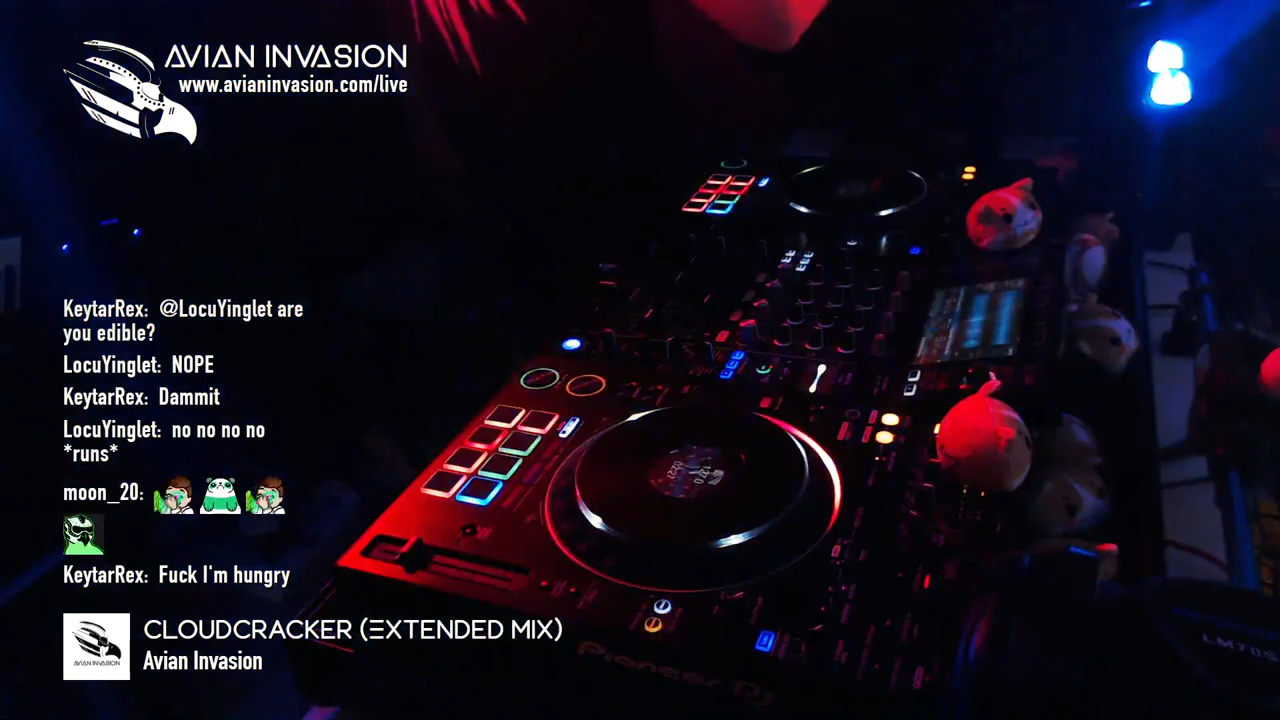 AVIAN INVASION
www.avianinvasion.com/live
KeytarRex: @LocuYinglet are
you edible?
LocuYinglet: NOPE
KeytarRex: Dammit
LocuYinglet: no no no no
*runs*
moon_20:
KeytarRex: Fuck I'm hungry
AVIAN INVASION
CLOUDCRACKER (EXTENDED MIX)
Avian Invasion
Pioneer DJ